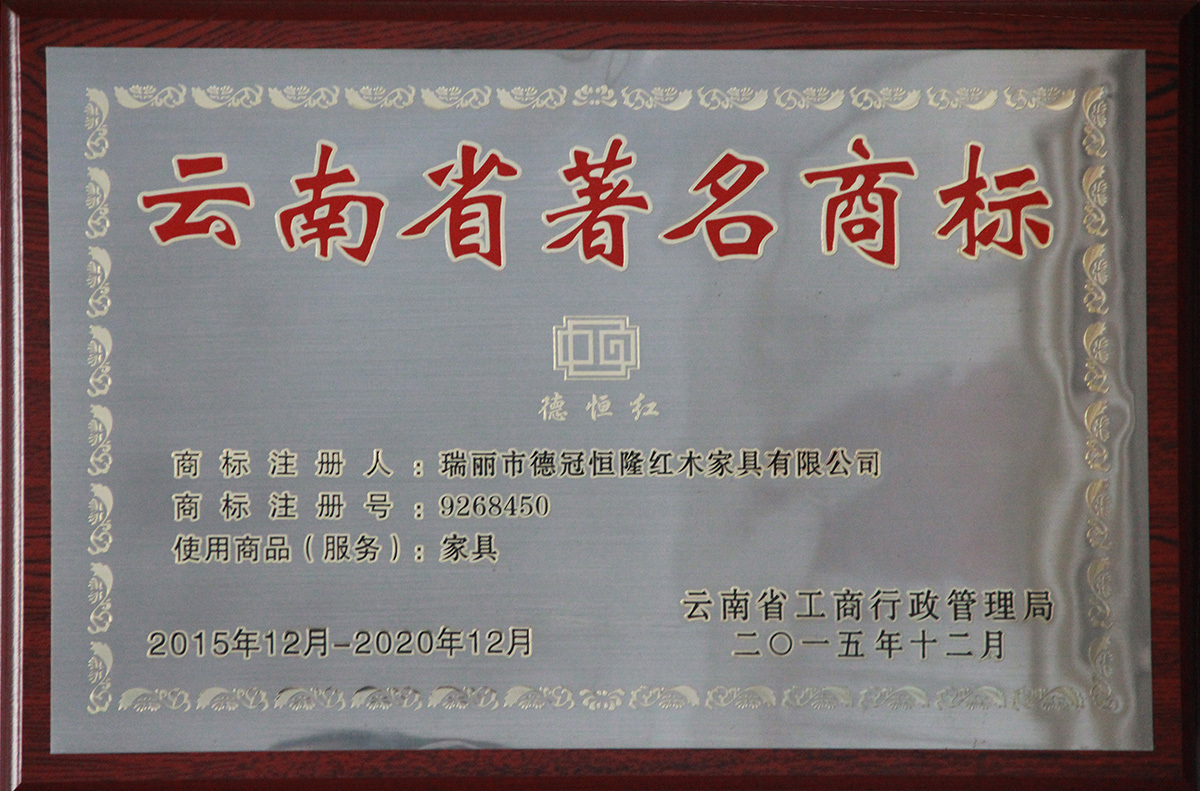 云南省著名商标
德恒红
商标注册人：瑞丽市德冠恒隆红木家具有限公司
商标注册号：9268450
使用商品（服务）：家具
云南省工商行政管理局
2015年12月-2020年12月
二〇一五年十二月